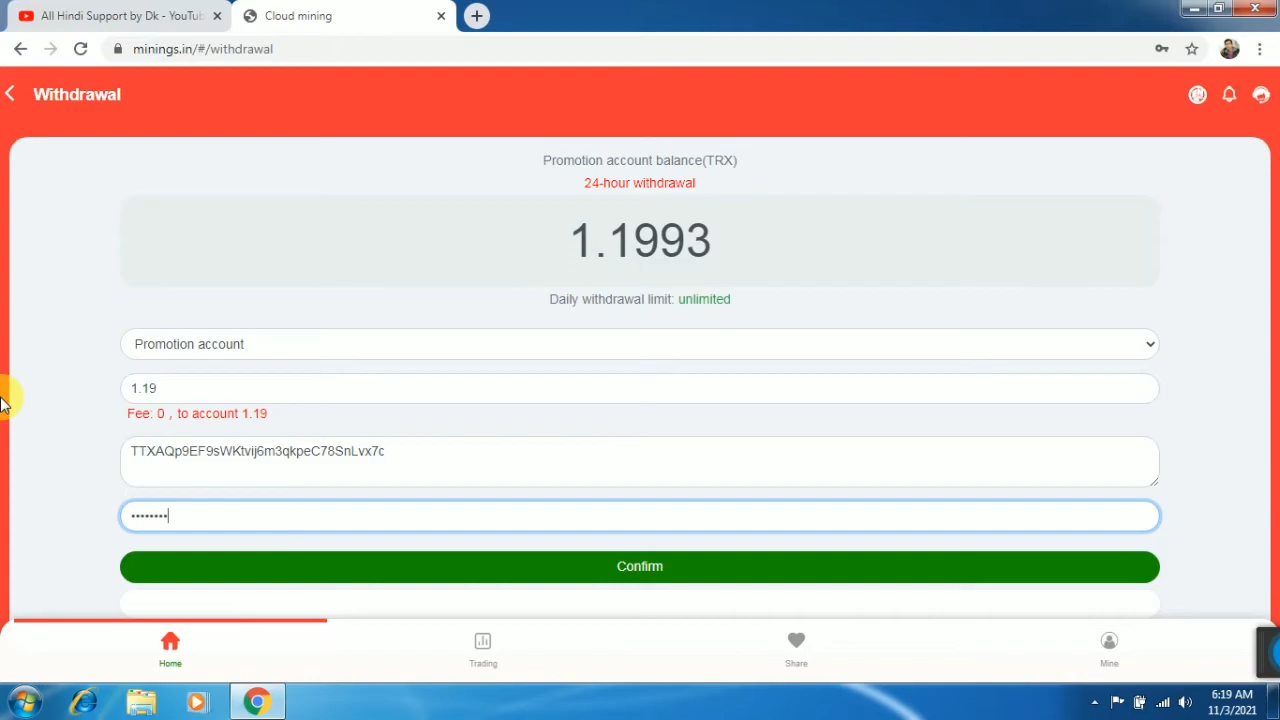 All Hindi Support by Dk - YouTub
Cloud mining
minings.in/#/withdrawal
Withdrawal
Promotion account balance(TRX)
24-hour withdrawal
1.1993
Daily withdrawal limit: unlimited
Promotion account
1.19
Fee: 0 , to account 1.19
TTXAQp9EF9sWKtvij6m3qkpeC78SnLvx7c
••••••••
Confirm
Home
Trading
Share
Mine
6:19 AM
11/3/2021